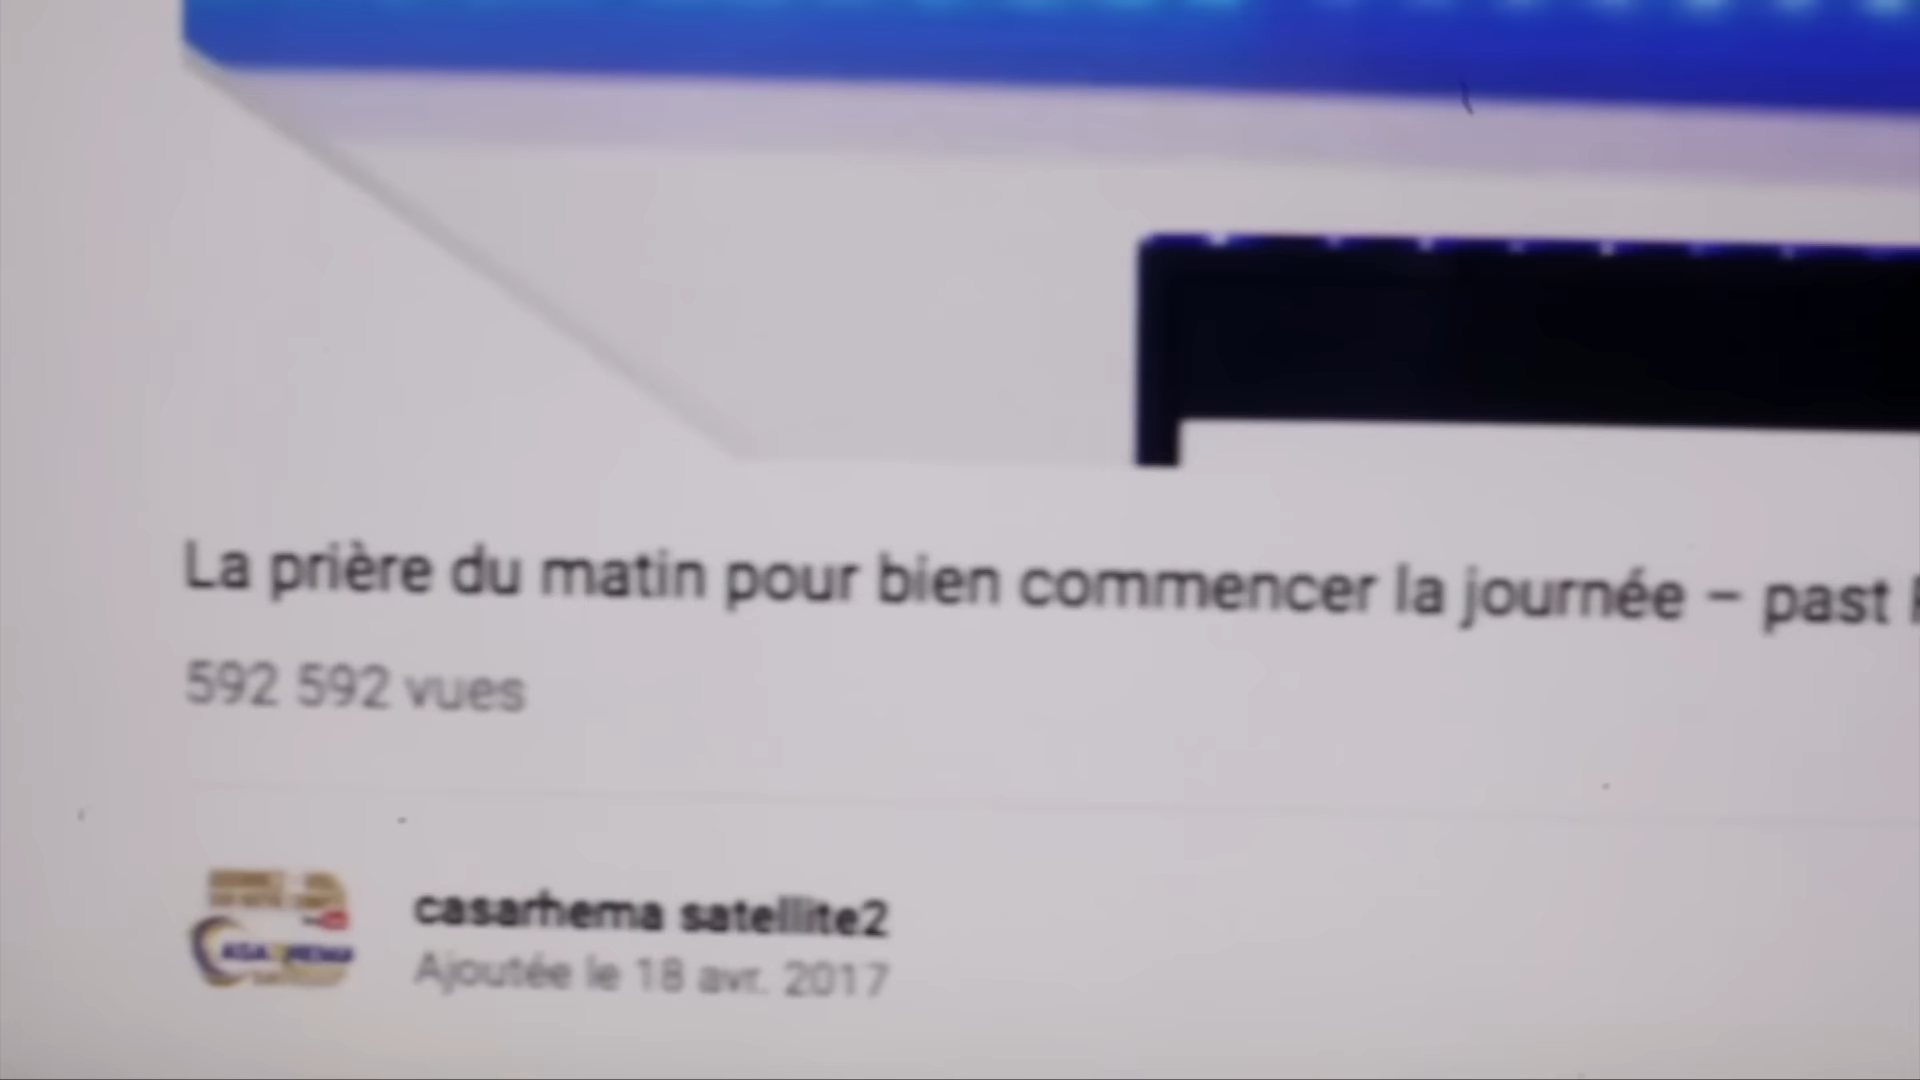 La prière du matin pour bien commencer la journée – past
592 592 vues
casarhema satellite2
Ajoutée le 18 avr. 2017